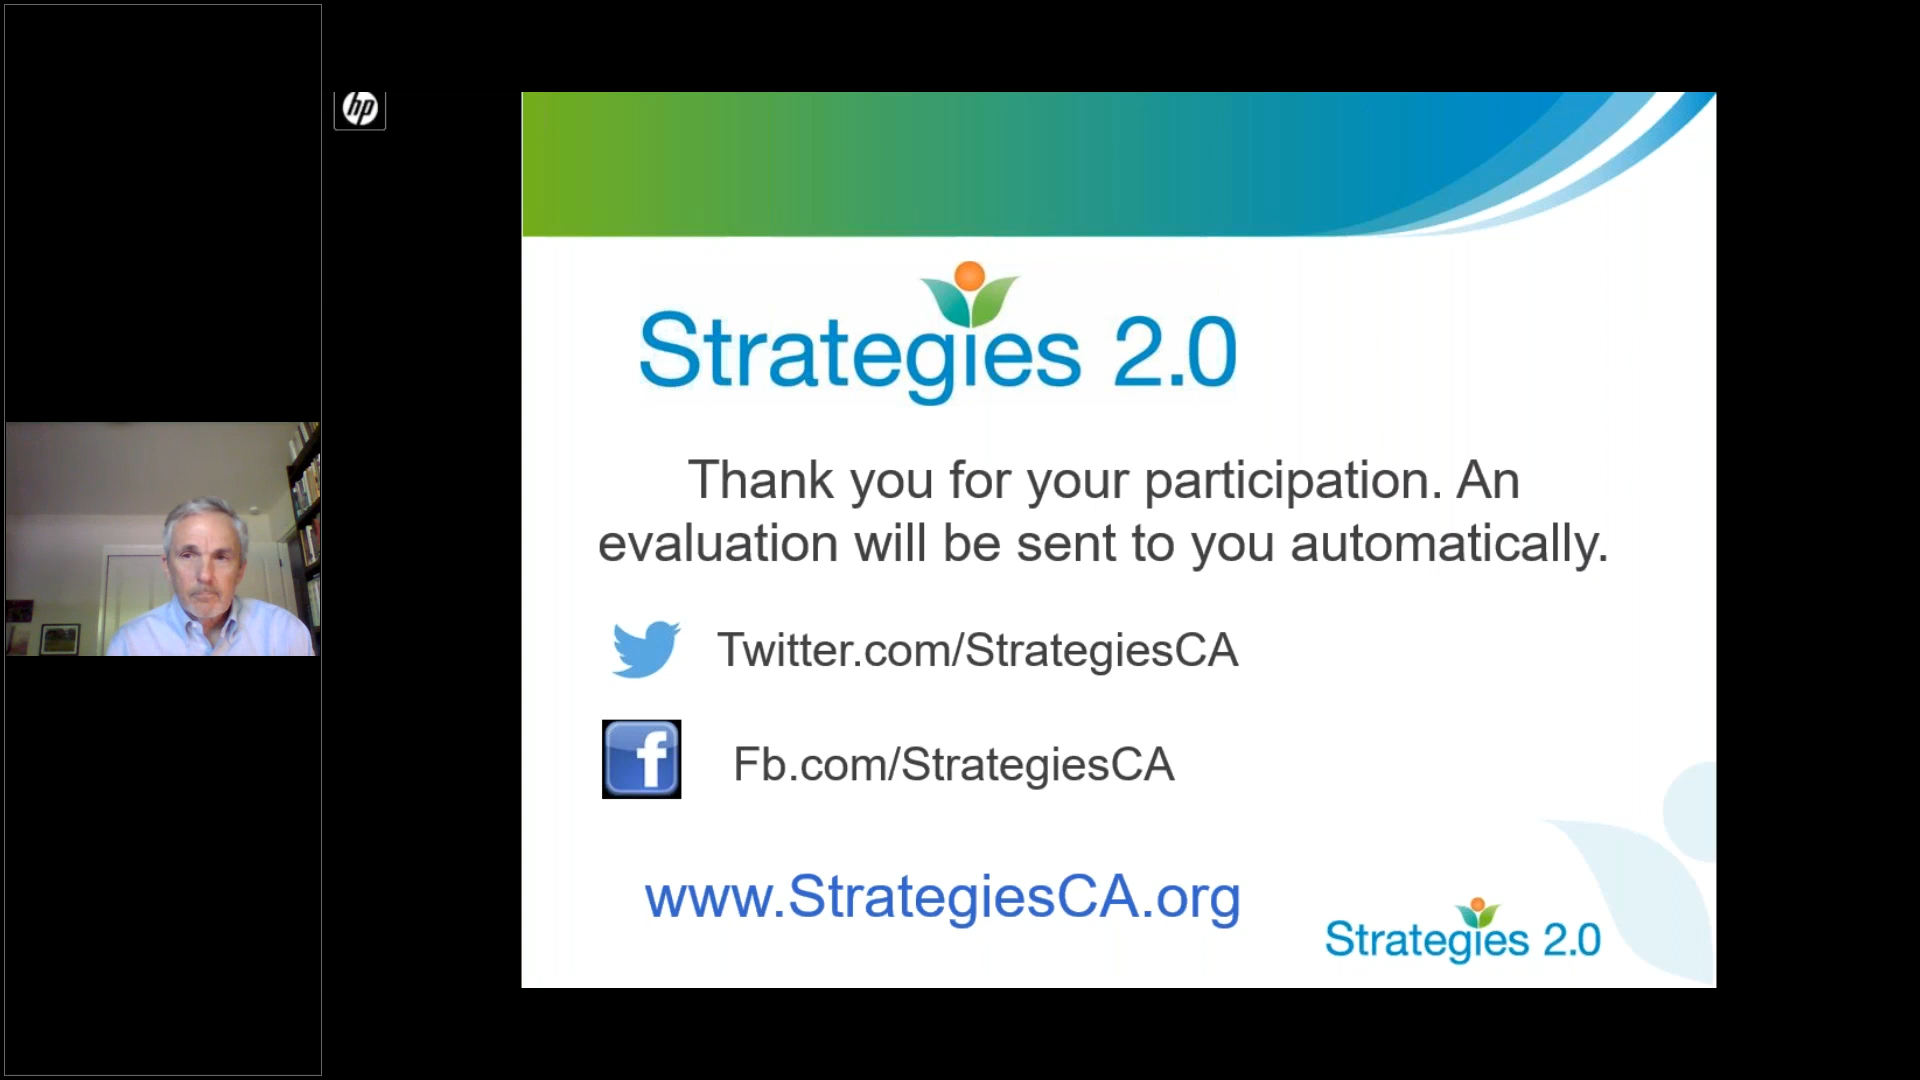 hp
Strategies 2.0
Thank you for your participation. An
evaluation will be sent to you automatically.
Twitter.com/StrategiesCA
f
Fb.com/StrategiesCA
www.StrategiesCA.org
Strategies 2.0